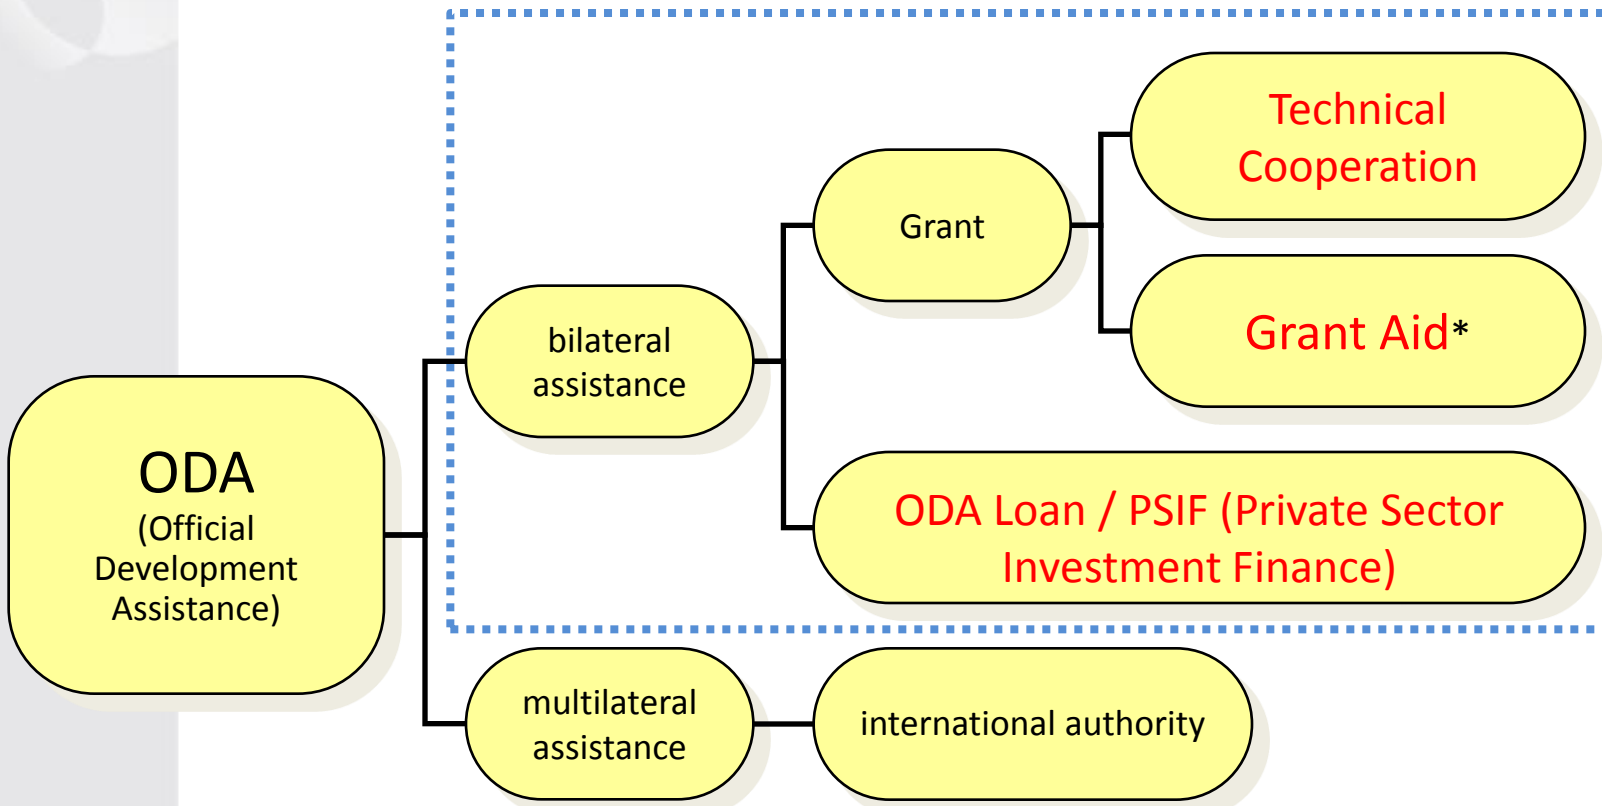 Technical
Cooperation
Grant
Grant Aid*
bilateral
assistance
ODA
(Official
Development
Assistance)
ODA Loan / PSIF (Private Sector
Investment Finance)
multilateral
assistance
international authority